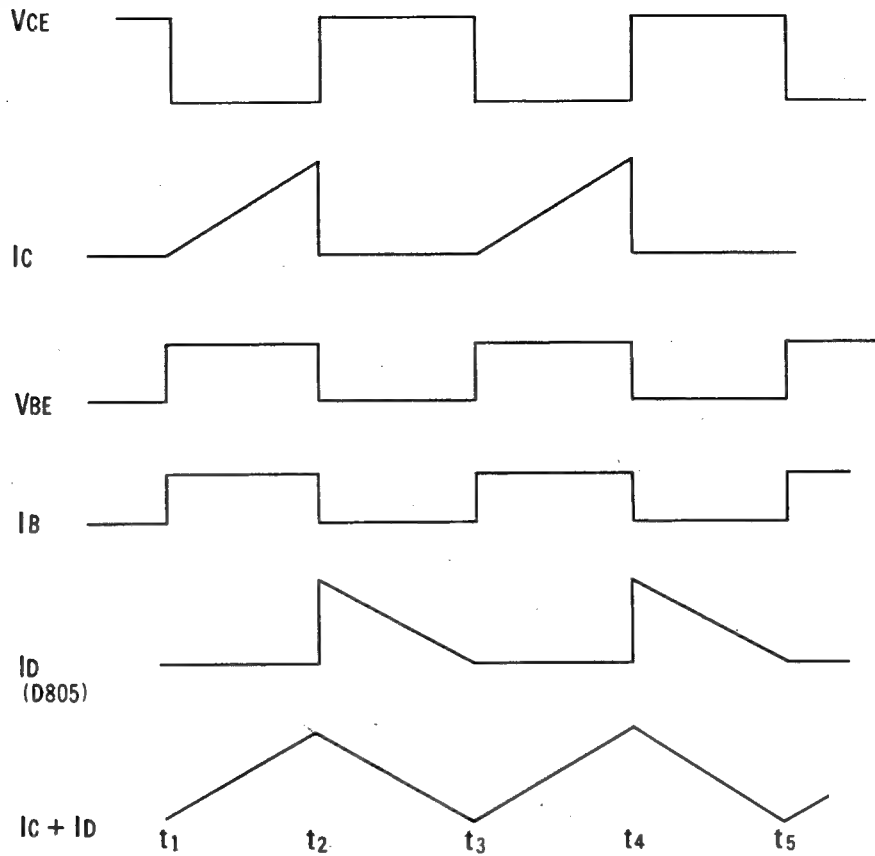 VCE
IC
VBE
IB
ID
(D805)
IC + ID
t1 t2 t3 t4 t5